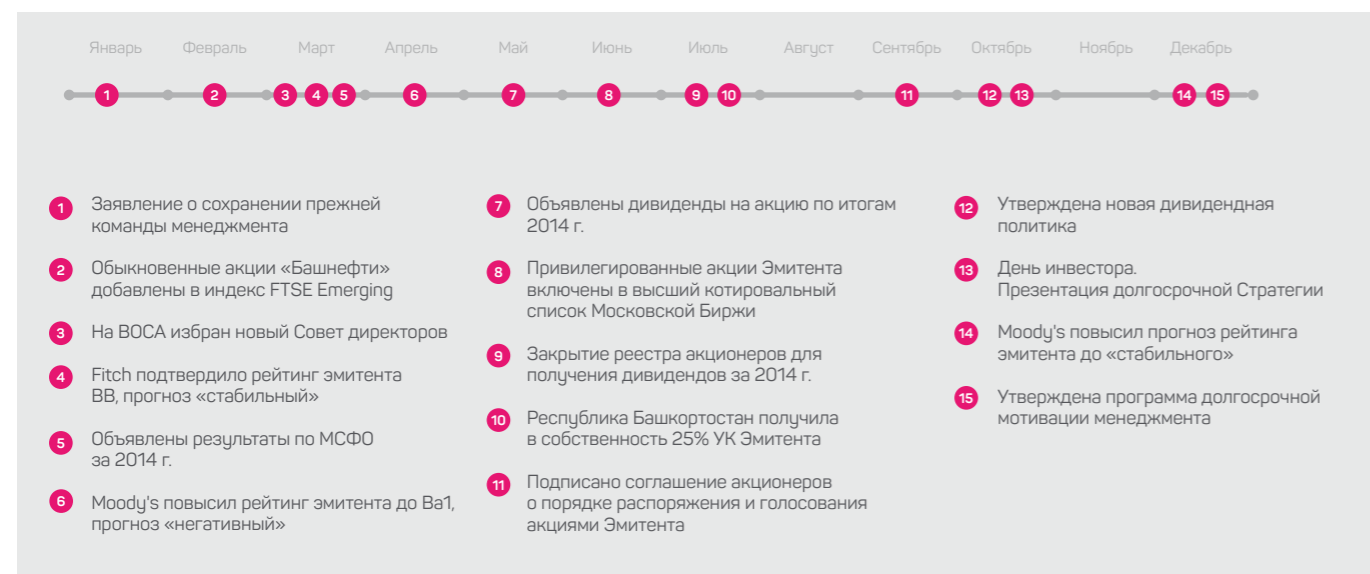 Январь Февраль Март Апрель Май Июнь Июль Август Сентябрь Октябрь Ноябрь Декабрь
1 2 3 4 5 6 7 8 9 10 11 12 13 14 15
1 Заявление о сохранении прежней
команды менеджмента
2 Обыкновенные акции «Башнефти»
добавлены в индекс FTSE Emerging
3 На ВОСА избран новый Совет директоров
4 Fitch подтвердило рейтинг эмитента
BB, прогноз «стабильный»
5 Объявлены результаты по МСФО
за 2014 г.
6 Moody's повысил рейтинг эмитента до Ba1,
прогноз «негативный»
7 Объявлены дивиденды на акцию по итогам
2014 г.
8 Привилегированные акции Эмитента
включены в высший котировальный
список Московской Биржи
9 Закрытие реестра акционеров для
получения дивидендов за 2014 г.
10 Республика Башкортостан получила
в собственность 25% УК Эмитента
11 Подписано соглашение акционеров
о порядке распоряжения и голосования
акциями Эмитента
12 Утверждена новая дивидендная
политика
13 День инвестора.
Презентация долгосрочной Стратегии
14 Moody's повысил прогноз рейтинга
эмитента до «стабильного»
15 Утверждена программа долгосрочной
мотивации менеджмента